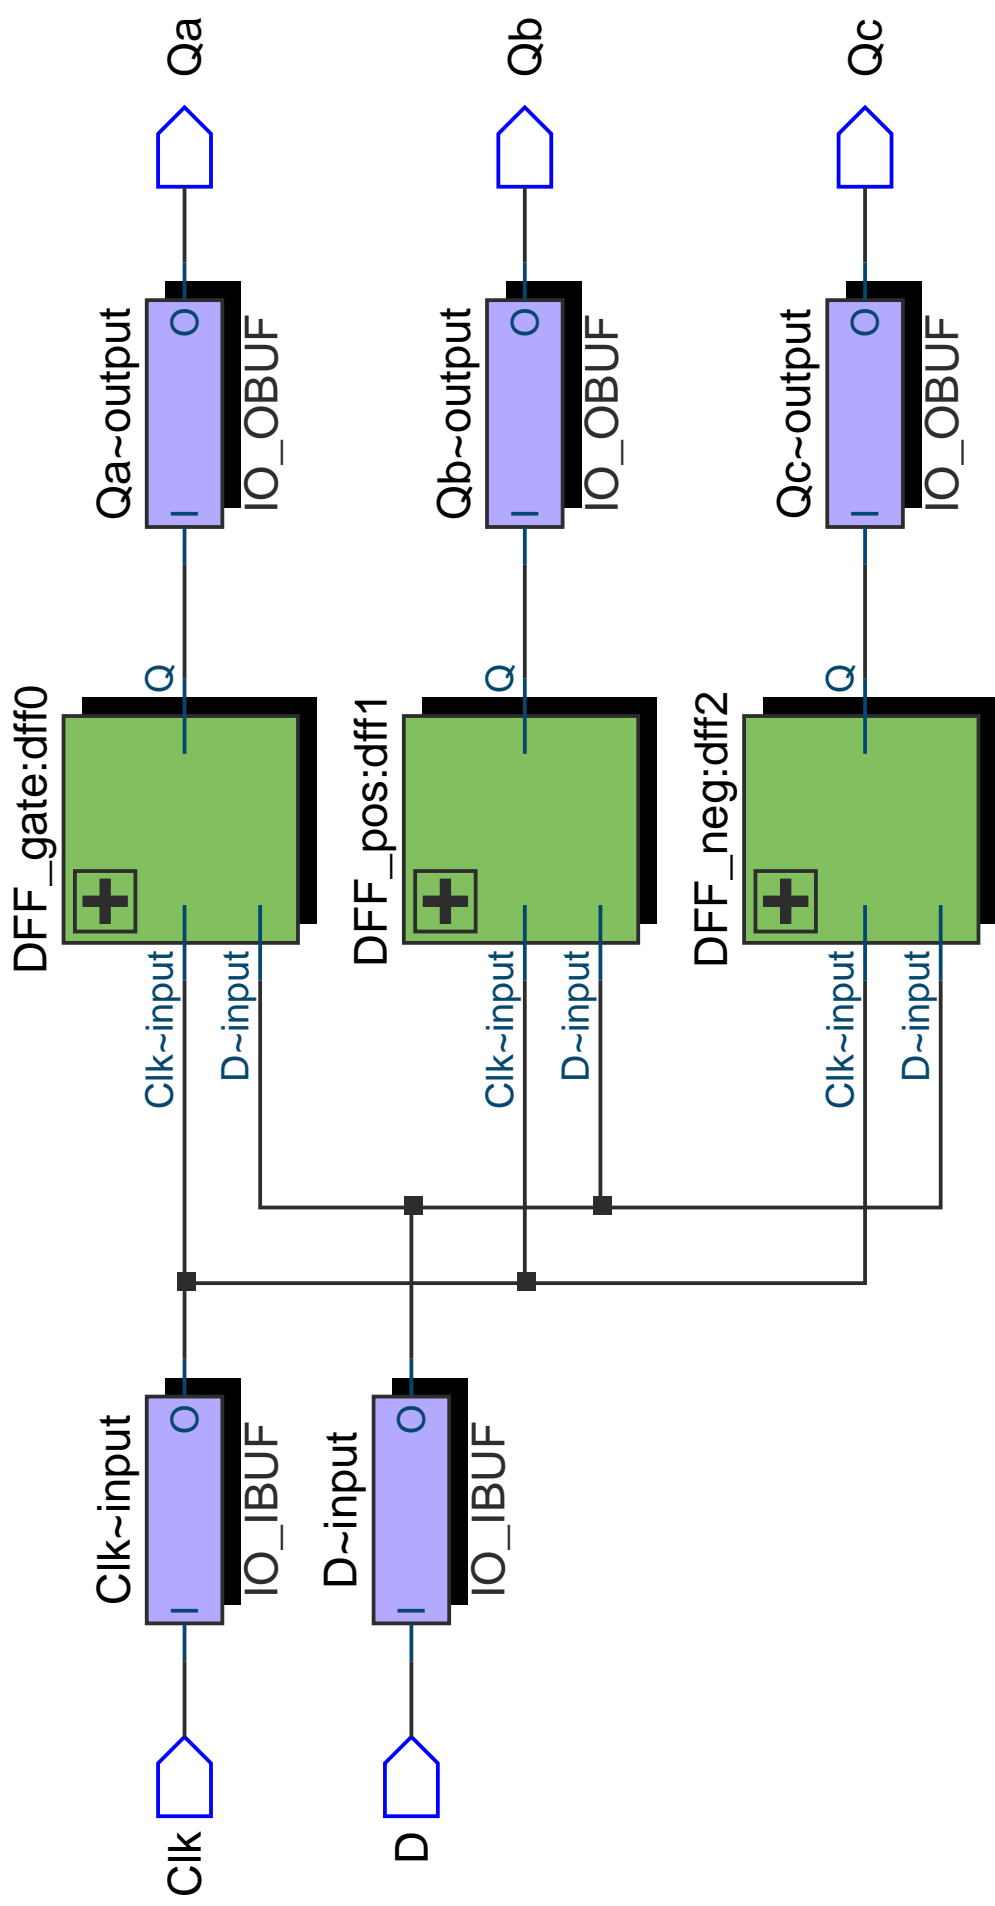 Clk
D
Clk~input
I
O
IO_IBUF
D~input
I
O
IO_IBUF
DFF_gate:dff0
Clk~input
D~input
Q
DFF_pos:dff1
Clk~input
D~input
Q
DFF_neg:dff2
Clk~input
D~input
Q
Qa~output
I
O
IO_OBUF
Qb~output
I
O
IO_OBUF
Qc~output
I
O
IO_OBUF
Qa
Qb
Qc